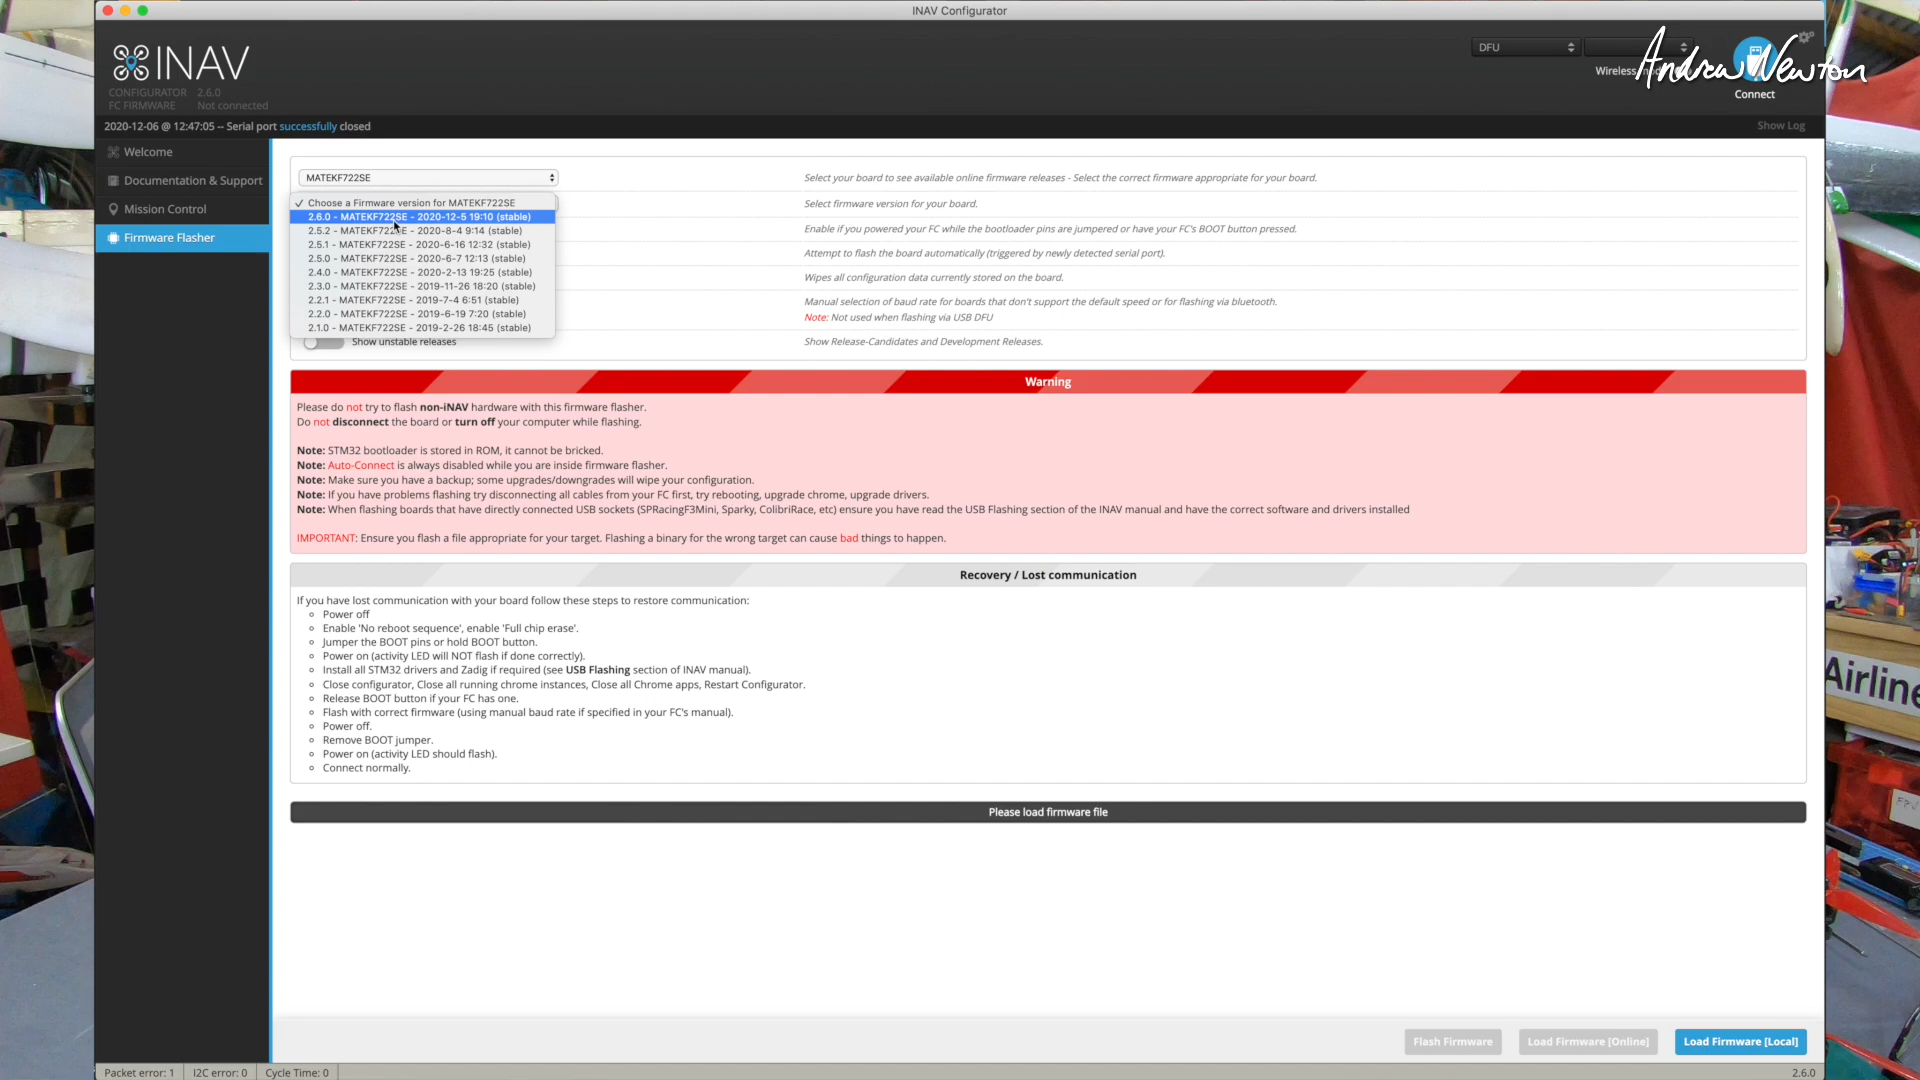 INAV Configurator
INAV
CONFIGURATOR 2.6.0
FC FIRMWARE Not connected
DFU
Wireless
Andrew Newton
Connect
2020-12-06 @ 12:47:05 -- Serial port successfully closed
Show Log
Welcome
Documentation & Support
Mission Control
Firmware Flasher
MATEKF722SE
Select your board to see available online firmware releases - Select the correct firmware appropriate for your board.
✓ Choose a Firmware version for MATEKF722SE
Select firmware version for your board.
2.6.0 - MATEKF722SE - 2020-12-5 19:10 (stable)
2.5.2 - MATEKF722SE - 2020-8-4 9:14 (stable)
Enable if you powered your FC while the bootloader pins are jumpered or have your FC's BOOT button pressed.
2.5.1 - MATEKF722SE - 2020-6-16 12:32 (stable)
2.5.0 - MATEKF722SE - 2020-6-7 12:13 (stable)
Attempt to flash the board automatically (triggered by newly detected serial port).
2.4.0 - MATEKF722SE - 2020-2-13 19:25 (stable)
Wipes all configuration data currently stored on the board.
2.3.0 - MATEKF722SE - 2019-11-26 18:20 (stable)
2.2.1 - MATEKF722SE - 2019-7-4 6:51 (stable)
Manual selection of baud rate for boards that don't support the default speed or for flashing via bluetooth.
2.2.0 - MATEKF722SE - 2019-6-19 7:20 (stable)
Note: Not used when flashing via USB DFU
2.1.0 - MATEKF722SE - 2019-2-26 18:45 (stable)
Show unstable releases
Show Release-Candidates and Development Releases.
Warning
Please do not try to flash non-iNAV hardware with this firmware flasher.
Do not disconnect the board or turn off your computer while flashing.
Note: STM32 bootloader is stored in ROM, it cannot be bricked.
Note: Auto-Connect is always disabled while you are inside firmware flasher.
Note: Make sure you have a backup; some upgrades/downgrades will wipe your configuration.
Note: If you have problems flashing try disconnecting all cables from your FC first, try rebooting, upgrade chrome, upgrade drivers.
Note: When flashing boards that have directly connected USB sockets (SPRacingF3Mini, Sparky, ColibriRace, etc) ensure you have read the USB Flashing section of the INAV manual and have the correct software and drivers installed
IMPORTANT: Ensure you flash a file appropriate for your target. Flashing a binary for the wrong target can cause bad things to happen.
Recovery / Lost communication
If you have lost communication with your board follow these steps to restore communication:
Power off
Enable 'No reboot sequence', enable 'Full chip erase'.
Jumper the BOOT pins or hold BOOT button.
Power on (activity LED will NOT flash if done correctly).
Install all STM32 drivers and Zadig if required (see USB Flashing section of INAV manual).
Close configurator, Close all running chrome instances, Close all Chrome apps, Restart Configurator.
Release BOOT button if your FC has one.
Flash with correct firmware (using manual baud rate if specified in your FC's manual).
Power off.
Remove BOOT jumper.
Power on (activity LED should flash).
Connect normally.
Please load firmware file
Airline
FPV
Flash Firmware
Load Firmware [Online]
Load Firmware [Local]
Packet error: 1
I2C error: 0
Cycle Time: 0
2.6.0